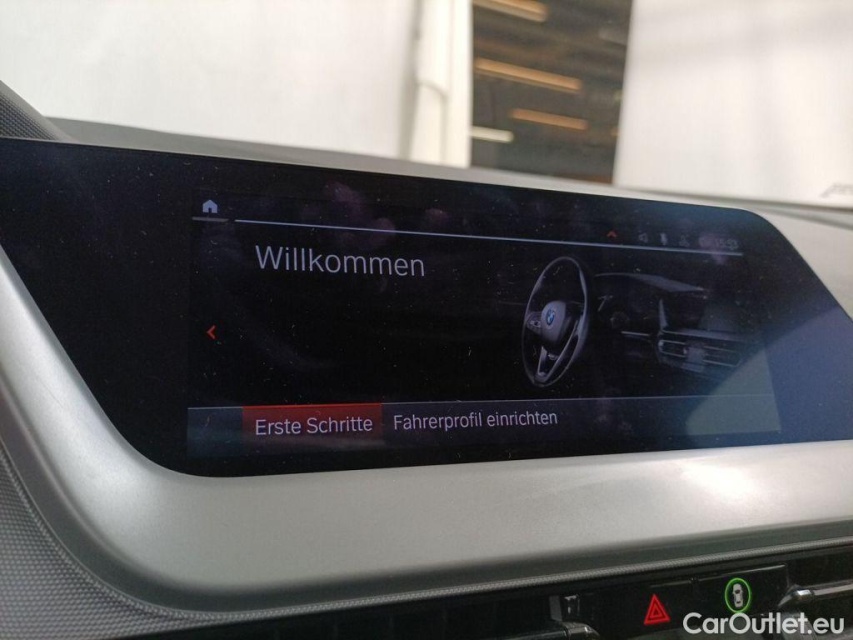 Willkommen
Erste Schritte Fahrerprofil einrichten
CarOutlet.eu